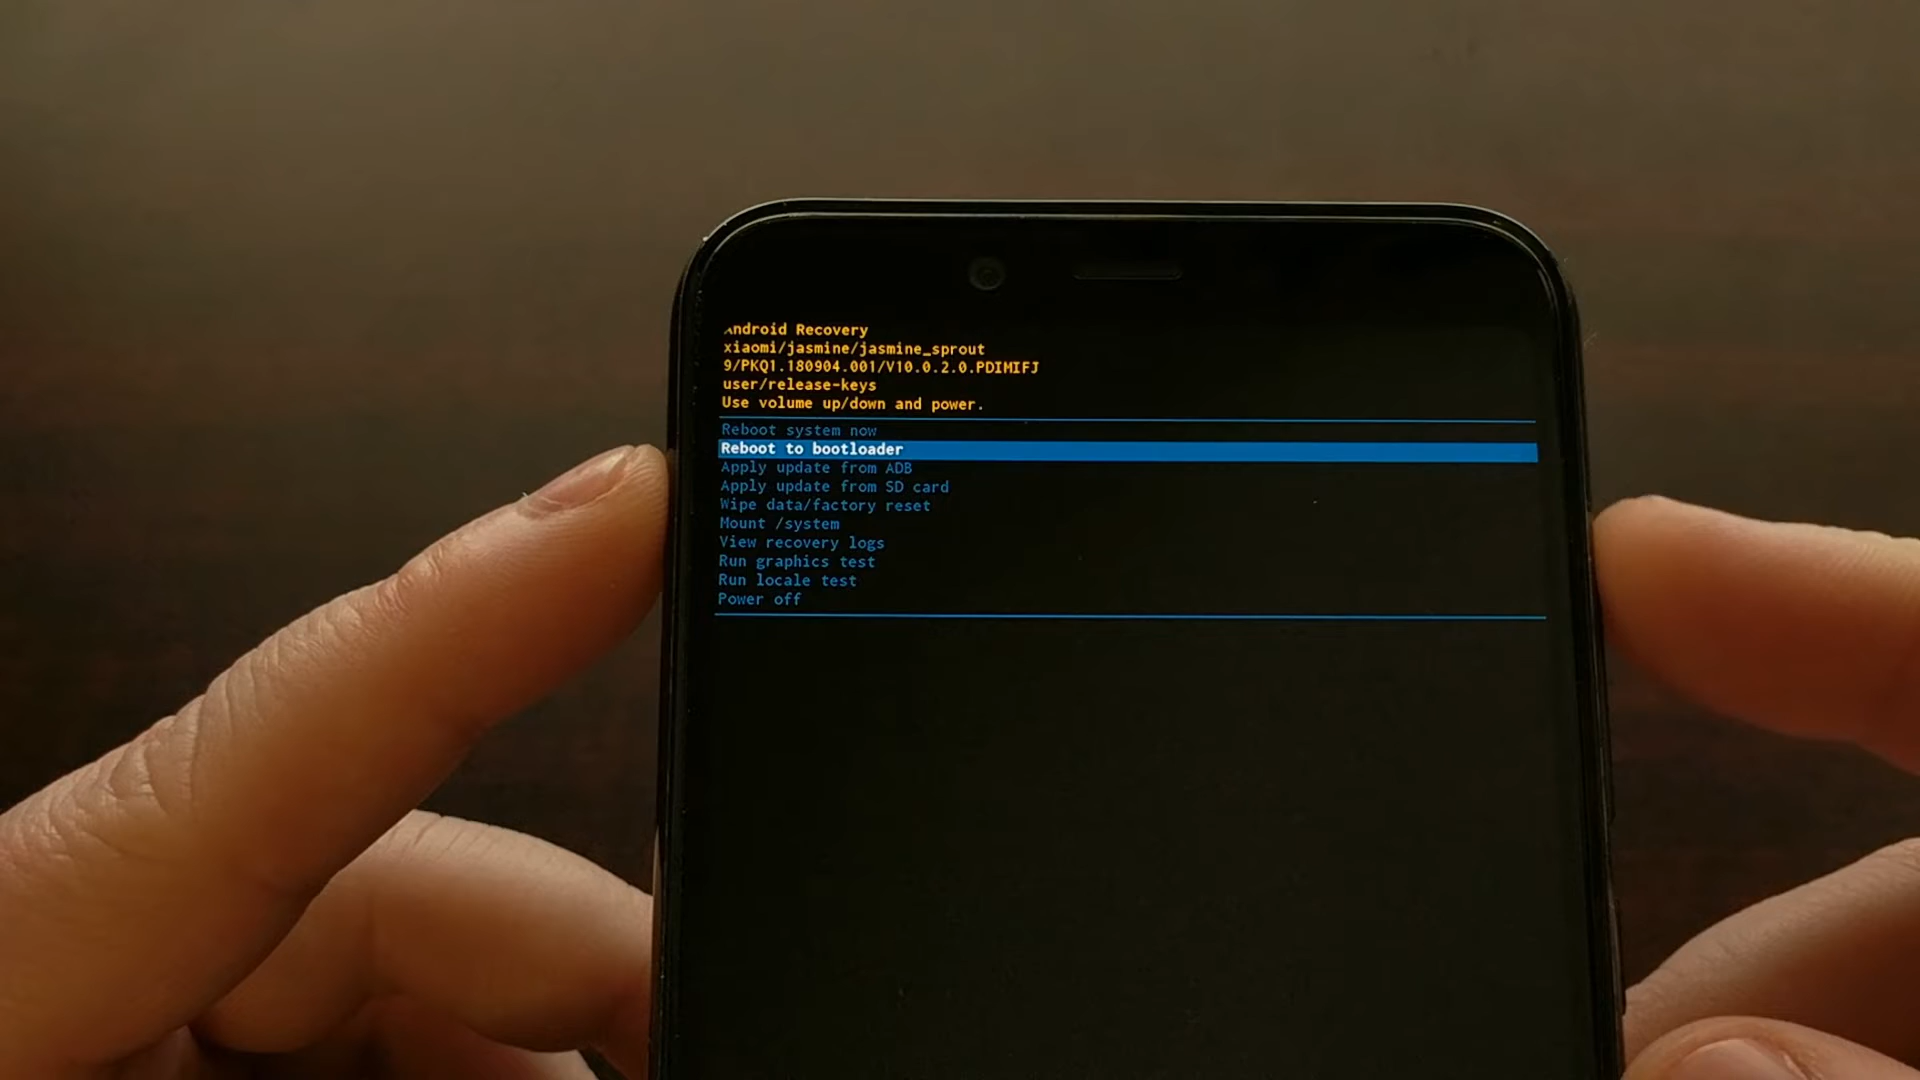 Android Recovery
xiaomi/jasmine/jasmine_sprout
9/PKQ1.180904.001/V10.0.2.0.PDIMIFJ
user/release-keys
Use volume up/down and power.
Reboot system now
Reboot to bootloader
Apply update from ADB
Apply update from SD card
Wipe data/factory reset
Mount /system
View recovery logs
Run graphics test
Run locale test
Power off